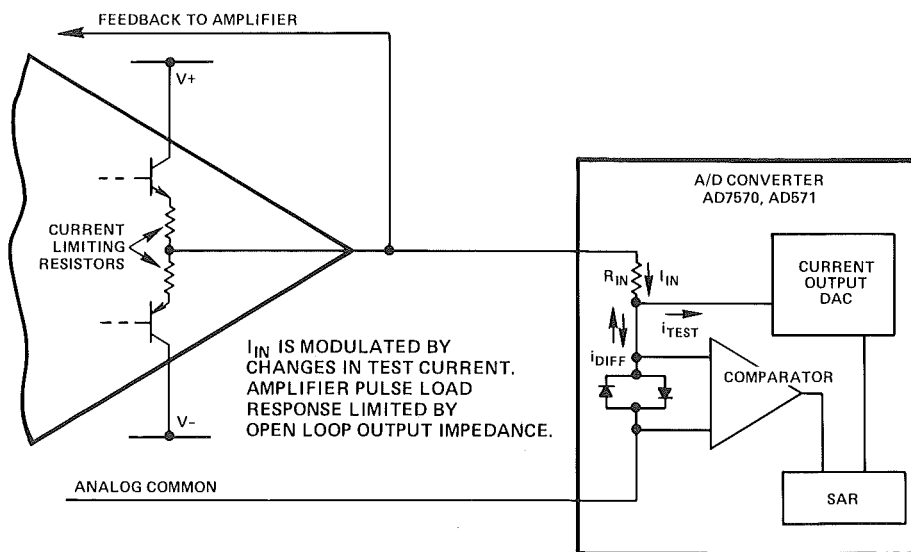 FEEDBACK TO AMPLIFIER
V+
CURRENT
LIMITING
RESISTORS
V-
I_IN IS MODULATED BY
CHANGES IN TEST CURRENT.
AMPLIFIER PULSE LOAD
RESPONSE LIMITED BY
OPEN LOOP OUTPUT IMPEDANCE.
ANALOG COMMON
A/D CONVERTER
AD7570, AD571
R_IN
I_IN
i_TEST
i_DIFF
CURRENT
OUTPUT
DAC
COMPARATOR
SAR